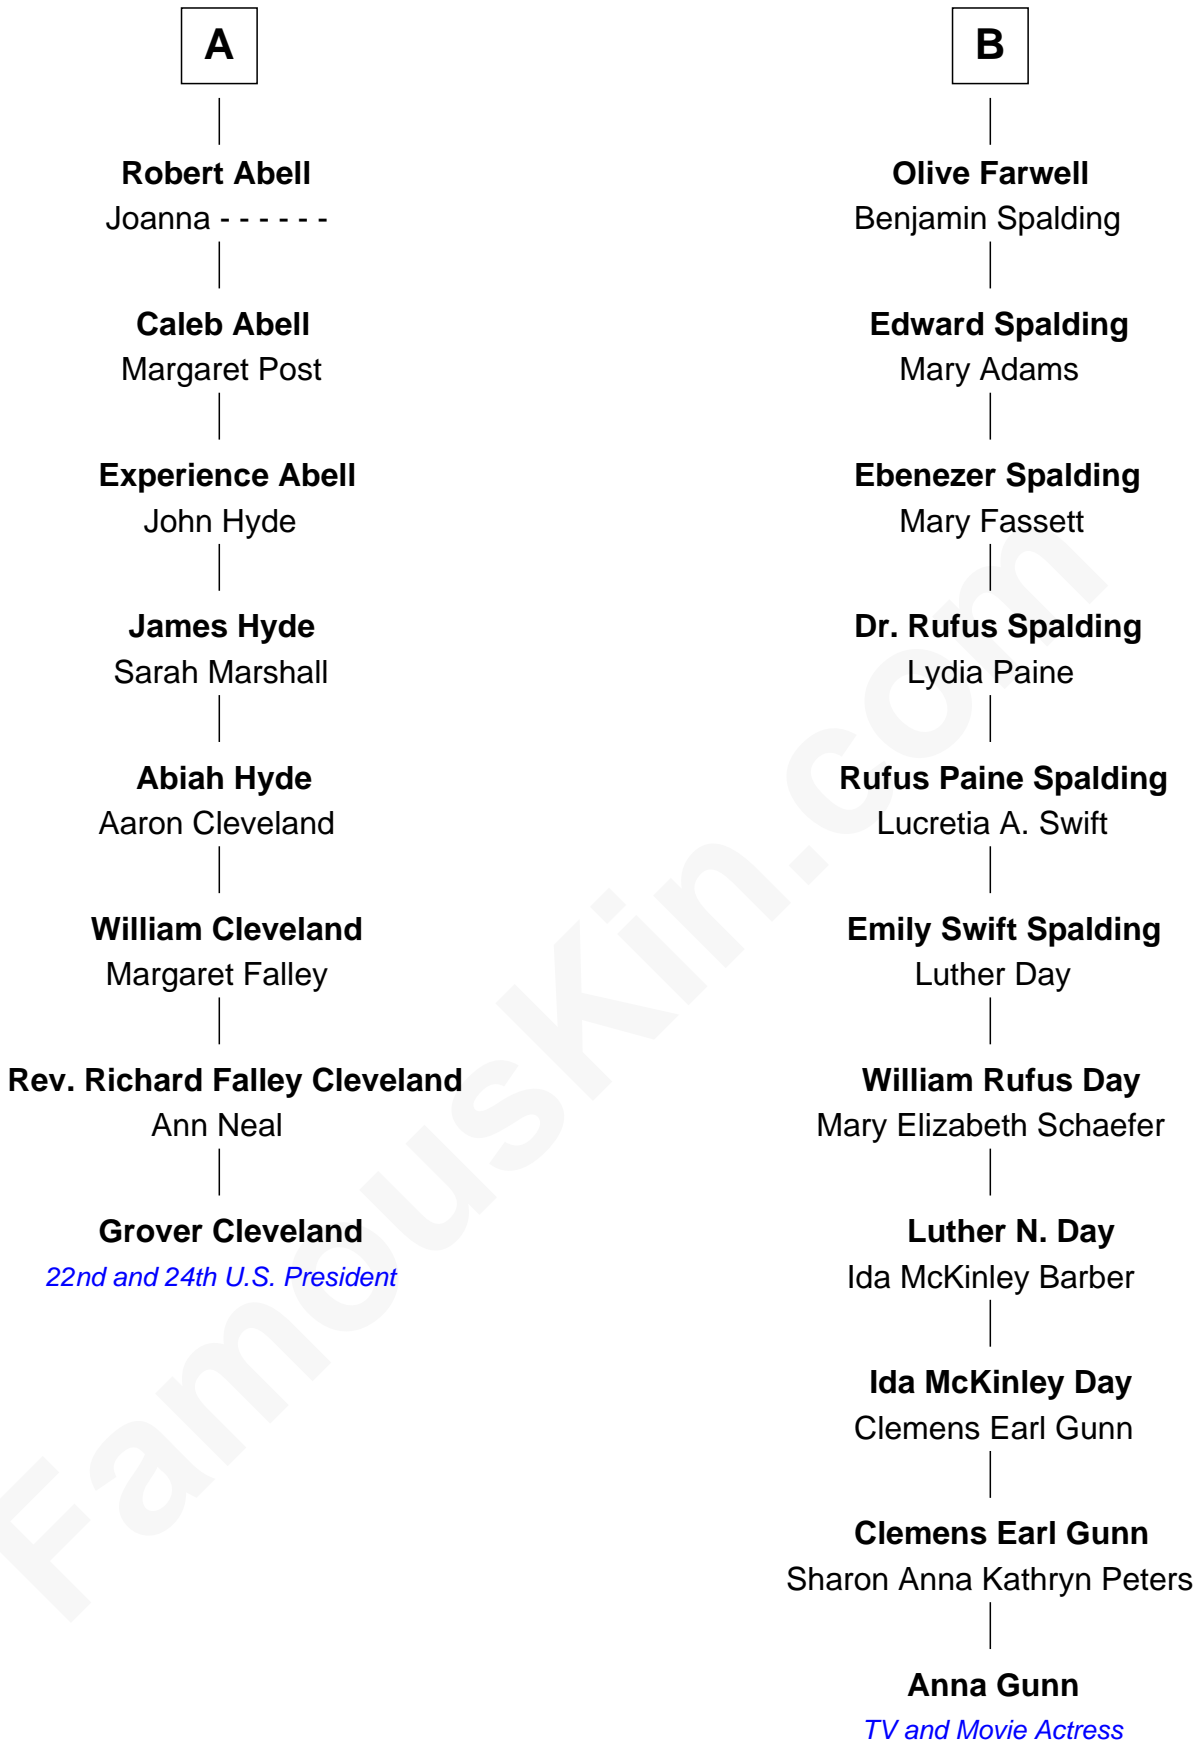 A
Robert Abell
Joanna - - - - - -
Caleb Abell
Margaret Post
Experience Abell
John Hyde
James Hyde
Sarah Marshall
Abiah Hyde
Aaron Cleveland
William Cleveland
Margaret Falley
Rev. Richard Falley Cleveland
Ann Neal
Grover Cleveland
22nd and 24th U.S. President
B
Olive Farwell
Benjamin Spalding
Edward Spalding
Mary Adams
Ebenezer Spalding
Mary Fassett
Dr. Rufus Spalding
Lydia Paine
Rufus Paine Spalding
Lucretia A. Swift
Emily Swift Spalding
Luther Day
William Rufus Day
Mary Elizabeth Schaefer
Luther N. Day
Ida McKinley Barber
Ida McKinley Day
Clemens Earl Gunn
Clemens Earl Gunn
Sharon Anna Kathryn Peters
Anna Gunn
TV and Movie Actress
FamousKin.com